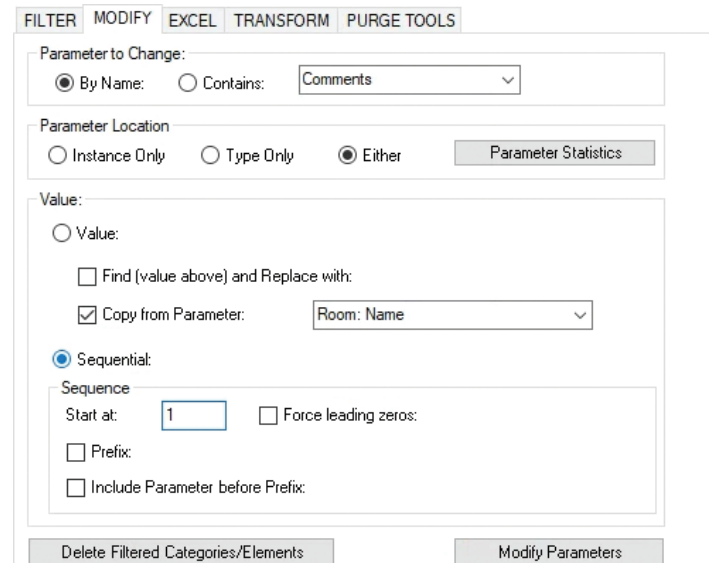 FILTER MODIFY EXCEL TRANSFORM PURGE TOOLS
Parameter to Change:
By Name: Contains: Comments
Parameter Location
Instance Only Type Only Either Parameter Statistics
Value:
Value:
Find (value above) and Replace with:
Copy from Parameter: Room: Name
Sequential:
Sequence
Start at: 1 Force leading zeros:
Prefix:
Include Parameter before Prefix:
Delete Filtered Categories/Elements Modify Parameters